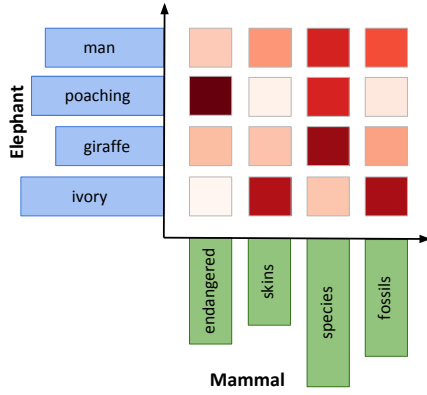 Elephant
man
poaching
giraffe
ivory
endangered
skins
species
fossils
Mammal